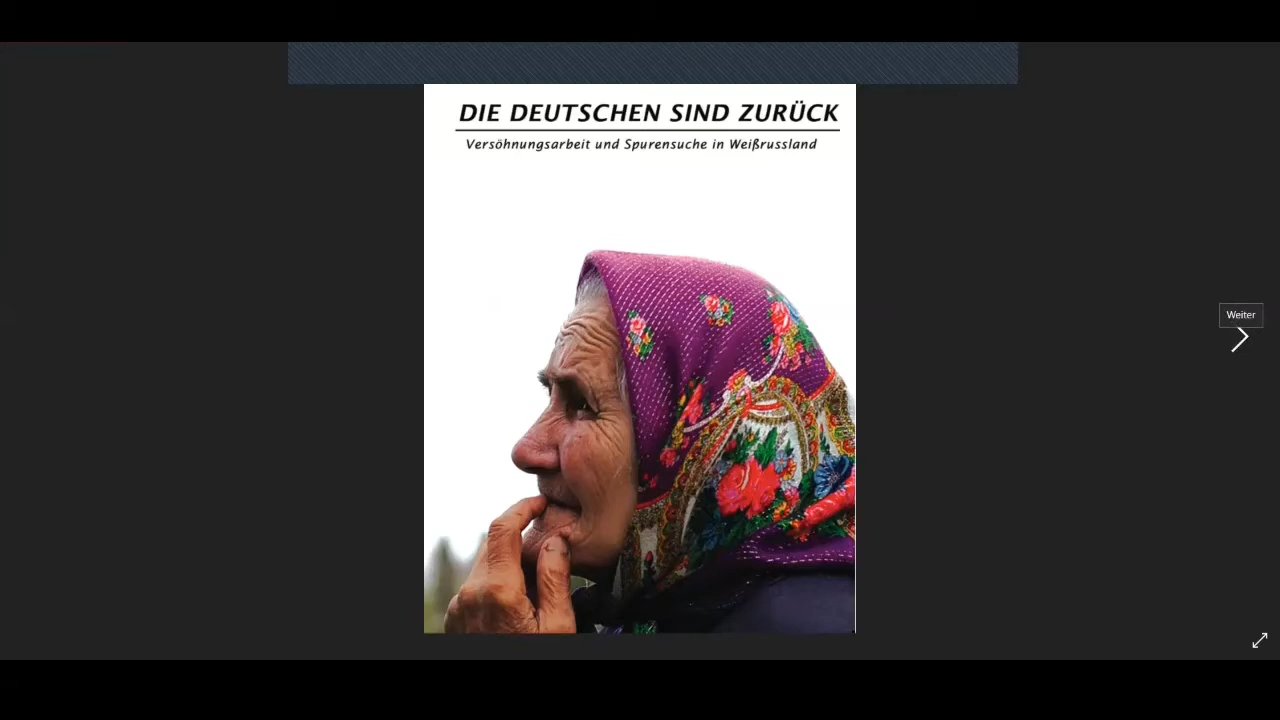 DIE DEUTSCHEN SIND ZURÜCK
Versöhnungsarbeit und Spurensuche in Weißrussland
Weiter